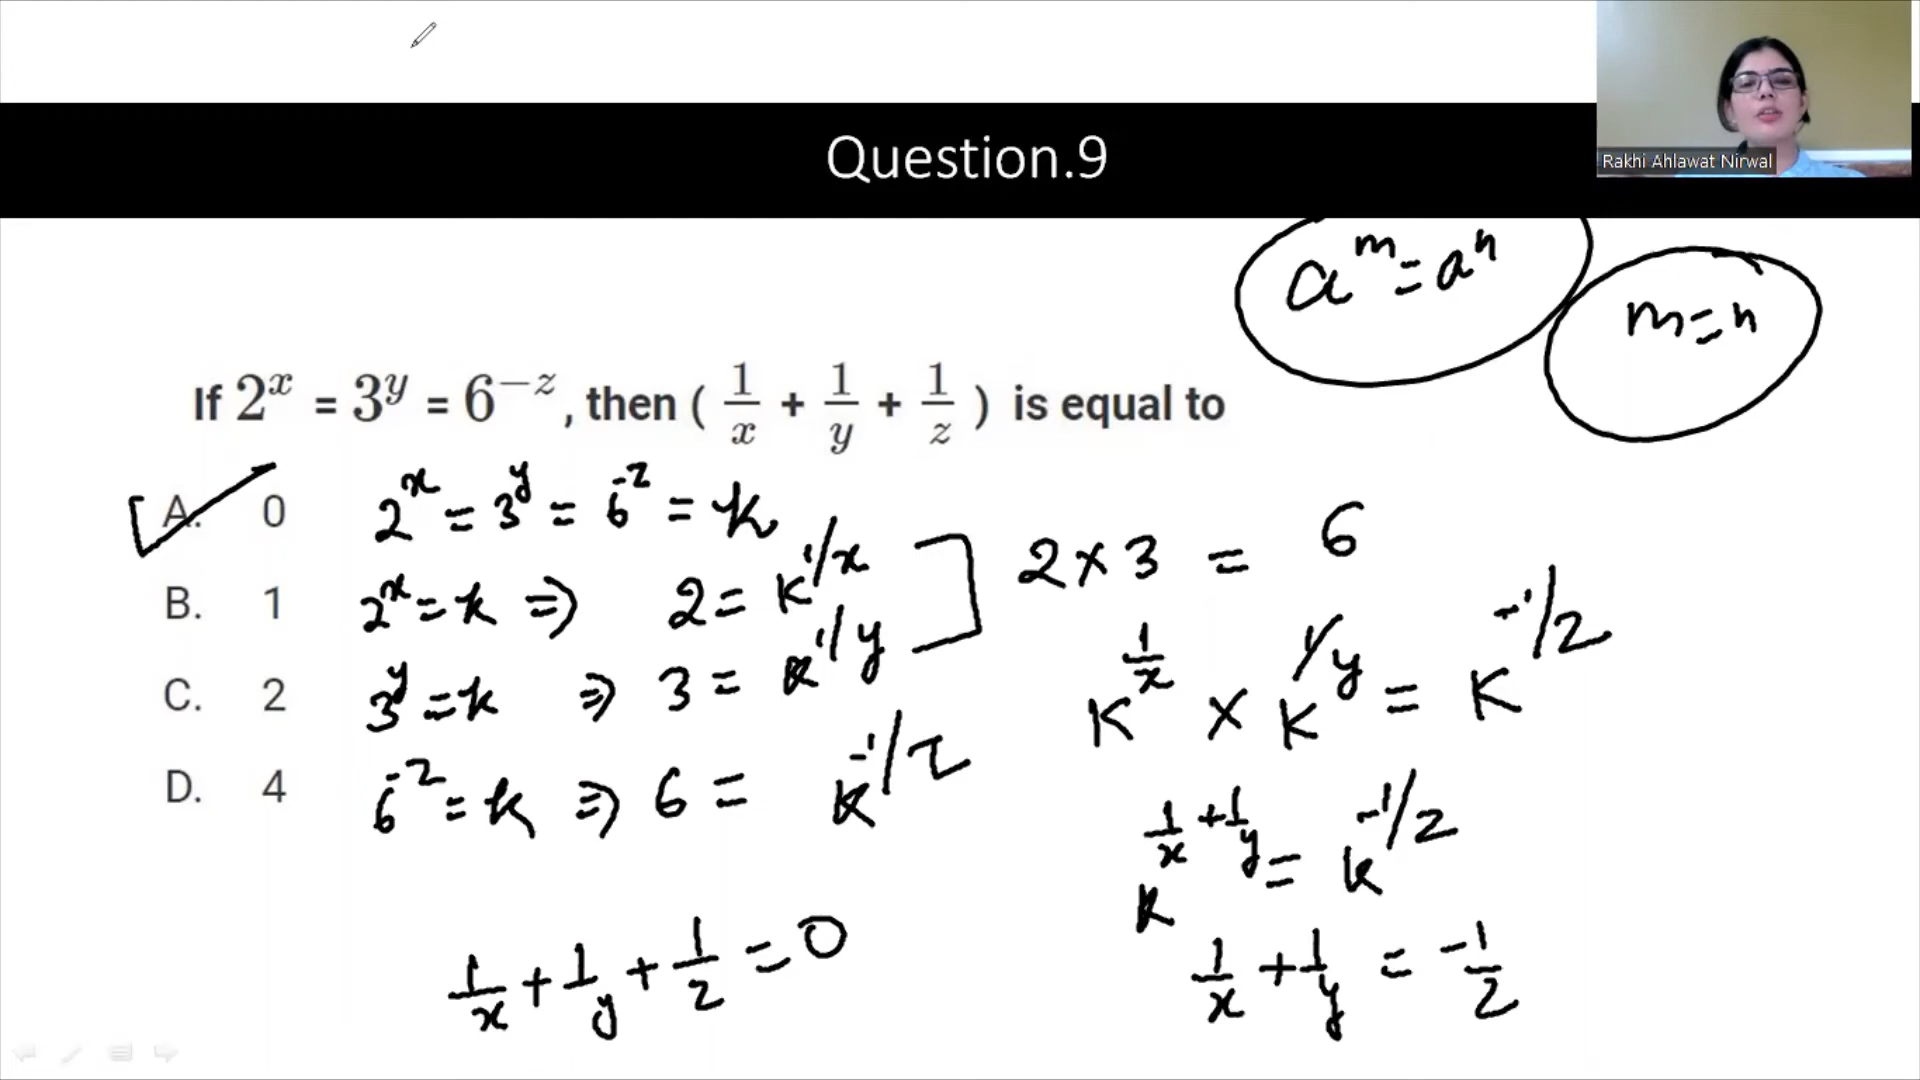 Question.9
Rakhi Ahlawat Nirwal
a^m = a^n
m = n
If 2^x = 3^y = 6^{-z}, then ( 1/x + 1/y + 1/z ) is equal to
A. 0
B. 1
C. 2
D. 4
2^x = 3^y = 6^{-z} = k
2^x = k ⇒ 2 = k^{1/x}
3^y = k ⇒ 3 = k^{1/y}
6^{-z} = k ⇒ 6 = k^{-1/z}
1/x + 1/y + 1/z = 0
2 × 3 = 6
k^{1/x} × k^{1/y} = k^{-1/z}
k^{1/x + 1/y} = k^{-1/z}
1/x + 1/y = -1/z